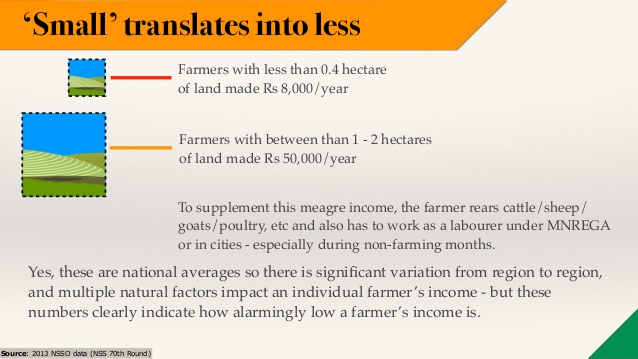 ‘Small’ translates into less
Farmers with less than 0.4 hectare
of land made Rs 8,000/year
Farmers with between than 1 - 2 hectares
of land made Rs 50,000/year
To supplement this meagre income, the farmer rears cattle/sheep/
goats/poultry, etc and also has to work as a labourer under MNREGA
or in cities - especially during non-farming months.
Yes, these are national averages so there is significant variation from region to region,
and multiple natural factors impact an individual farmer’s income - but these
numbers clearly indicate how alarmingly low a farmer’s income is.
Source: 2013 NSSO data (NSS 70th Round)